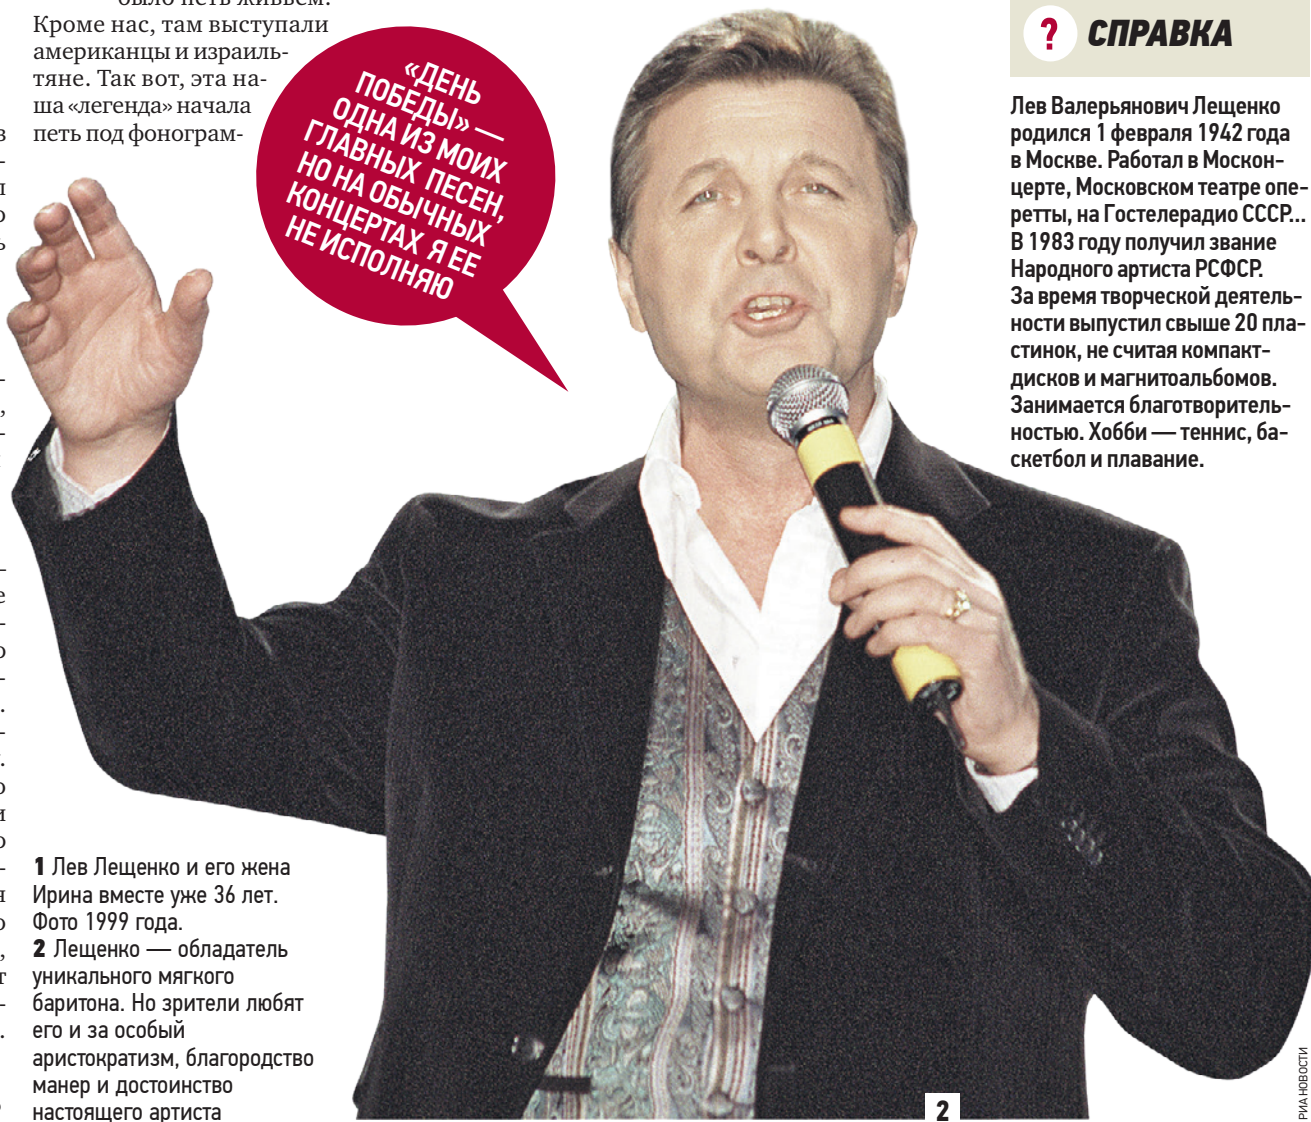 Кроме нас, там выступали
американцы и израиль-
тяне. Так вот, эта на-
ша «легенда» начала
петь под фонограм-
«ДЕНЬ
ПОБЕДЫ» —
ОДНА ИЗ МОИХ
ГЛАВНЫХ ПЕСЕН,
НО НА ОБЫЧНЫХ
КОНЦЕРТАХ Я ЕЕ
НЕ ИСПОЛНЯЮ
? СПРАВКА
Лев Валерьянович Лещенко
родился 1 февраля 1942 года
в Москве. Работал в Москон-
церте, Московском театре опе-
ретты, на Гостелерадио СССР...
В 1983 году получил звание
Народного артиста РСФСР.
За время творческой деятель-
ности выпустил свыше 20 пла-
стинок, не считая компакт-
дисков и магнитоальбомов.
Занимается благотворитель-
ностью. Хобби — теннис, ба-
скетбол и плавание.
1 Лев Лещенко и его жена
Ирина вместе уже 36 лет.
Фото 1999 года.
2 Лещенко — обладатель
уникального мягкого
баритона. Но зрители любят
его и за особый
аристократизм, благородство
манер и достоинство
настоящего артиста
2
РИА НОВОСТИ